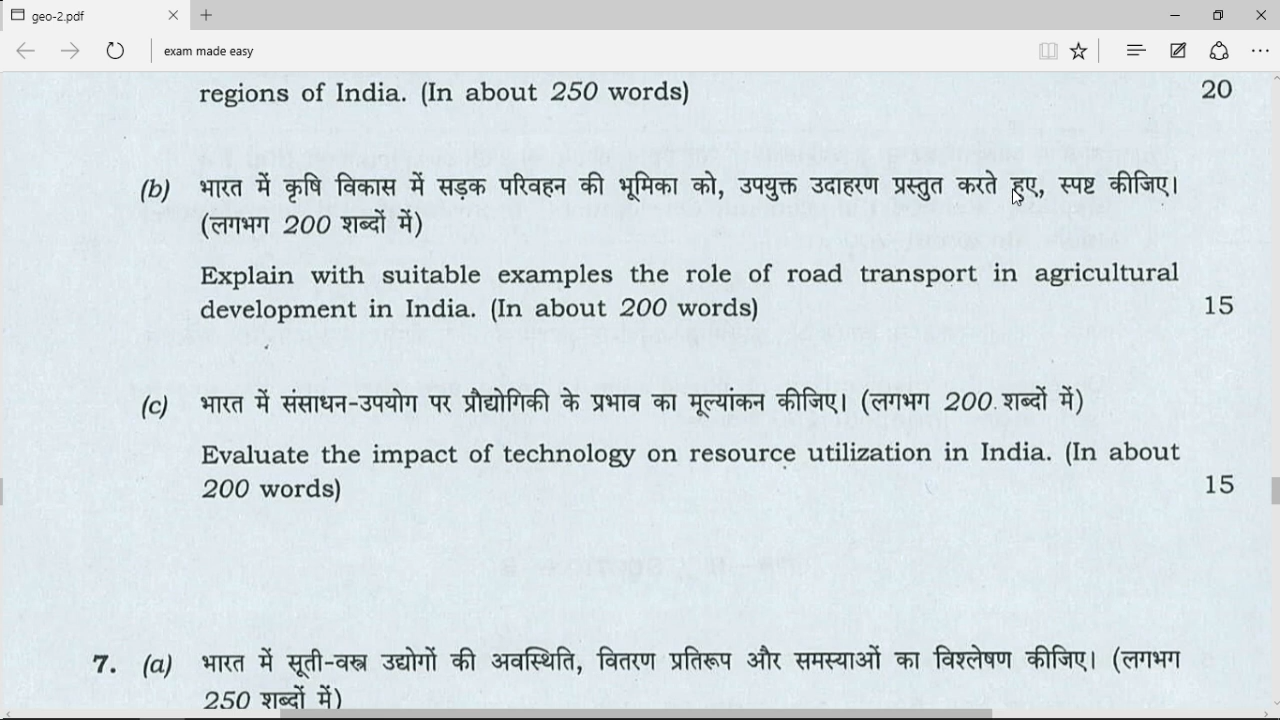 geo-2.pdf
exam made easy
regions of India. (In about 250 words) 20
(b) भारत में कृषि विकास में सड़क परिवहन की भूमिका को, उपयुक्त उदाहरण प्रस्तुत करते हुए, स्पष्ट कीजिए।
(लगभग 200 शब्दों में)
Explain with suitable examples the role of road transport in agricultural
development in India. (In about 200 words) 15
(c) भारत में संसाधन-उपयोग पर प्रौद्योगिकी के प्रभाव का मूल्यांकन कीजिए। (लगभग 200 शब्दों में)
Evaluate the impact of technology on resource utilization in India. (In about
200 words) 15
7. (a) भारत में सूती-वस्त्र उद्योगों की अवस्थिति, वितरण प्रतिरूप और समस्याओं का विश्लेषण कीजिए। (लगभग
250 शब्दों में)